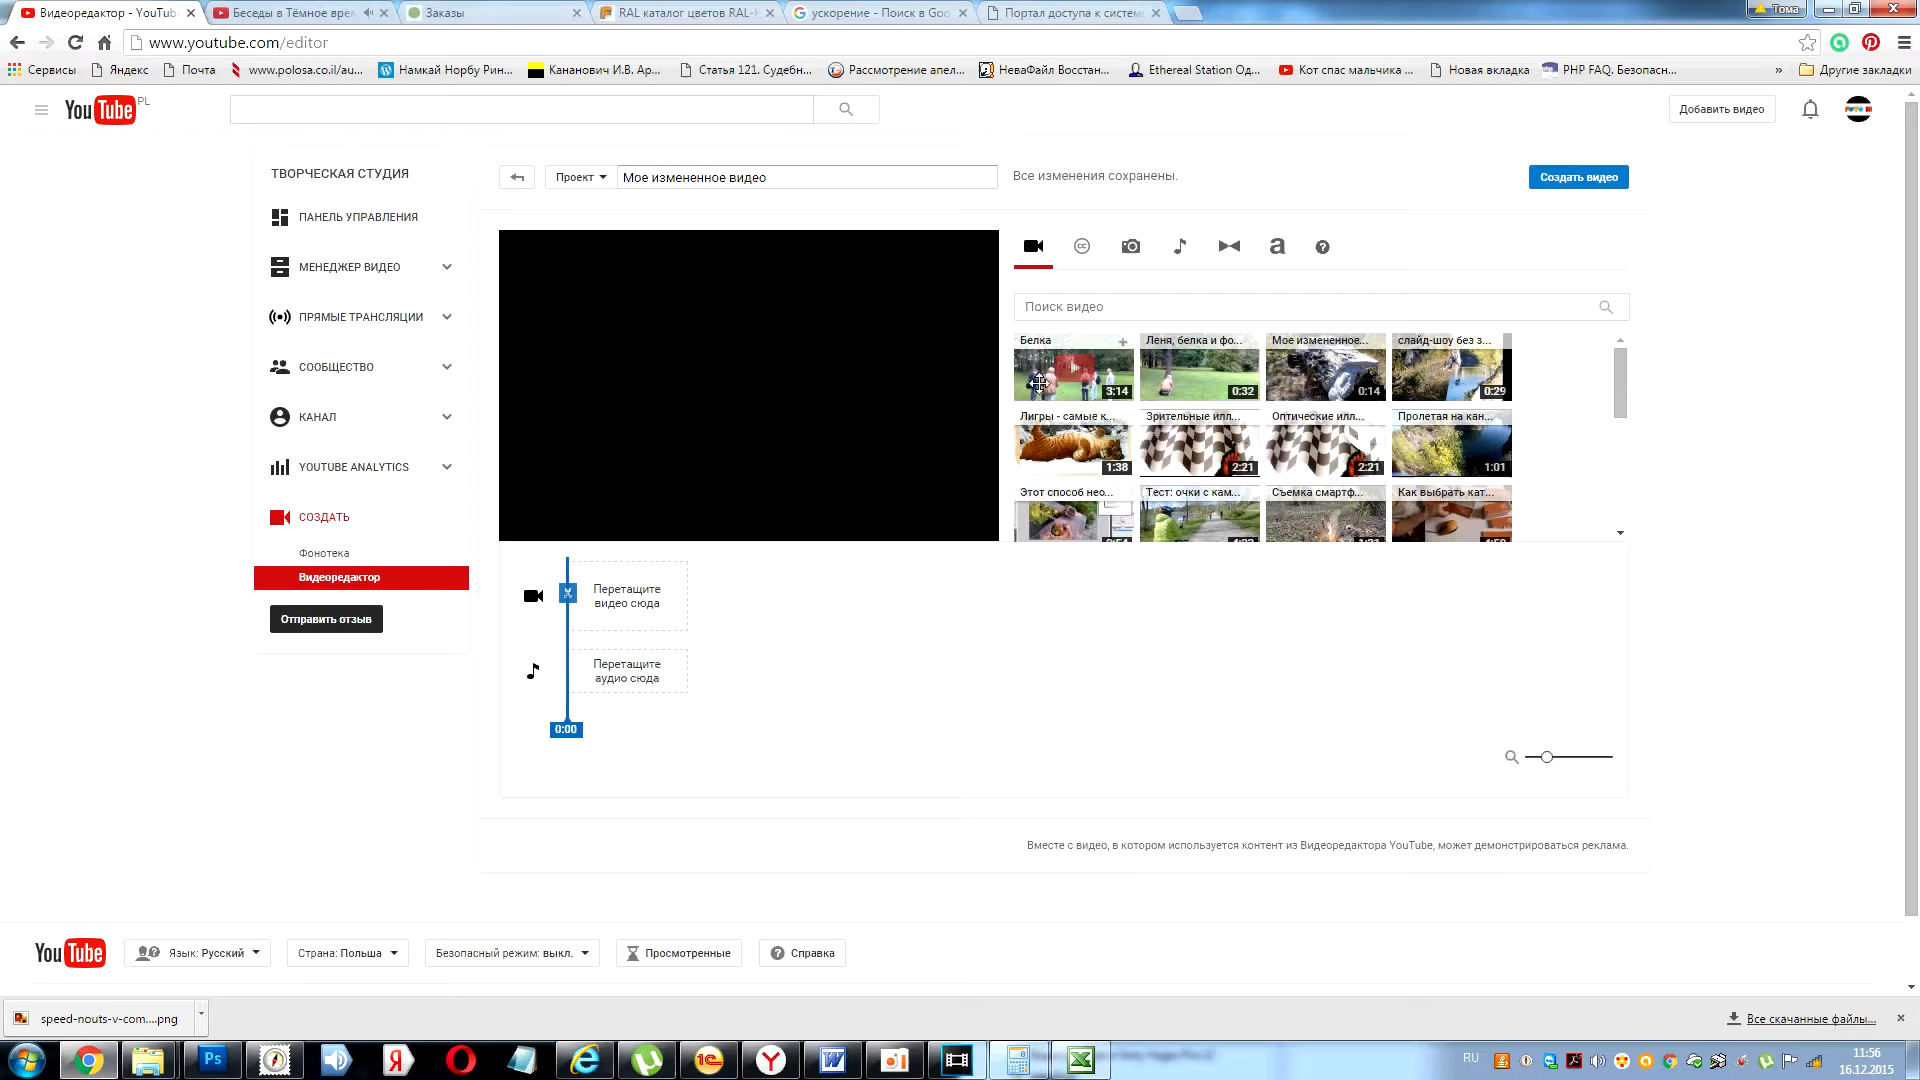 Видеоредактор - YouTub
Беседы в Тёмное вре
Заказы
RAL каталог цветов RAL-
ускорение - Поиск в Goo
Портал доступа к систем
Тома
www.youtube.com/editor
Сервисы
Яндекс
Почта
www.polosa.co.il/au...
Намкай Норбу Рин...
Кананович И.В. Ар...
Статья 121. Судебн...
Рассмотрение апел...
НеваФайл Восстан...
Ethereal Station Од...
Кот спас мальчика ...
Новая вкладка
PHP FAQ. Безопасн...
»
Другие закладки
YouTube PL
Добавить видео
ТВОРЧЕСКАЯ СТУДИЯ
ПАНЕЛЬ УПРАВЛЕНИЯ
МЕНЕДЖЕР ВИДЕО
ПРЯМЫЕ ТРАНСЛЯЦИИ
СООБЩЕСТВО
КАНАЛ
YOUTUBE ANALYTICS
СОЗДАТЬ
Фонотека
Видеоредактор
Отправить отзыв
Проект
Мое измененное видео
Все изменения сохранены.
Создать видео
Поиск видео
Белка
3:14
Леня, белка и фо...
0:32
Мое измененное...
0:14
слайд-шоу без з...
0:29
Лигры - самые к...
1:38
Зрительные илл...
2:21
Оптические илл...
2:21
Пролетая на кан...
1:01
Этот способ нео...
Тест: очки с кам...
Съемка смартф...
Как выбрать кат...
Перетащите
видео сюда
Перетащите
аудио сюда
0:00
Вместе с видео, в котором используется контент из Видеоредактора YouTube, может демонстрироваться реклама.
YouTube
Язык: Русский
Страна: Польша
Безопасный режим: выкл.
Просмотренные
Справка
speed-nouts-v-com....png
Все скачанные файлы...
Ps
RU
11:56
16.12.2015